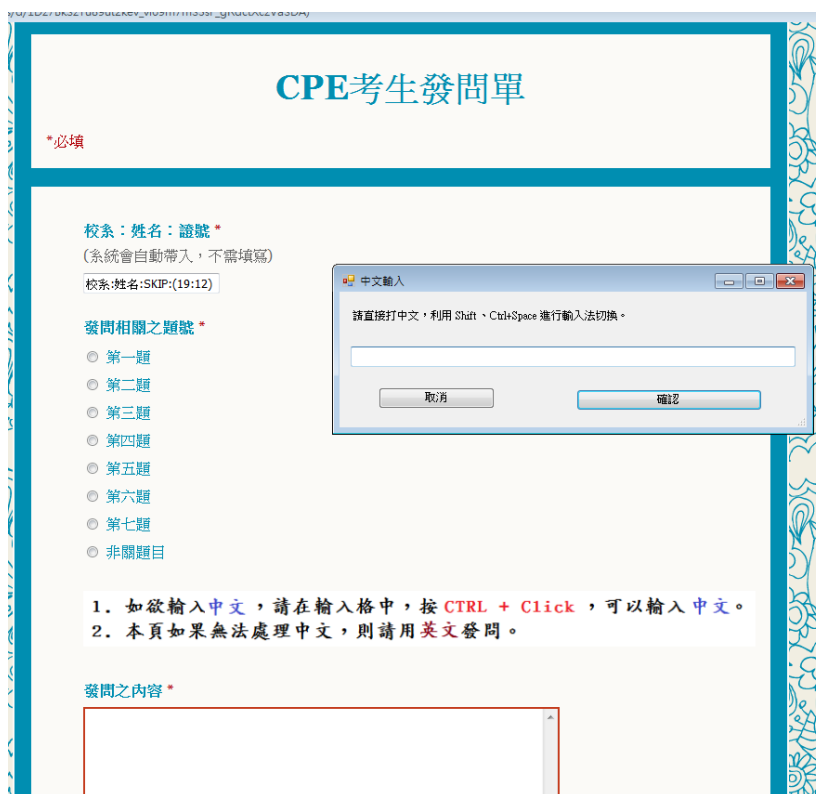 CPE考生發問單
*必填
校系：姓名：證號 *
(系統會自動帶入，不需填寫)
校系:姓名:SKIP:(19:12)
中文輸入
請直接打中文，利用 Shift、Ctrl+Space 進行輸入法切換。
取消
確認
發問相關之題號 *
第一題
第二題
第三題
第四題
第五題
第六題
第七題
非關題目
1. 如欲輸入中文，請在輸入格中，按 CTRL + Click ，可以輸入中文。
2. 本頁如果無法處理中文，則請用英文發問。
發問之內容 *